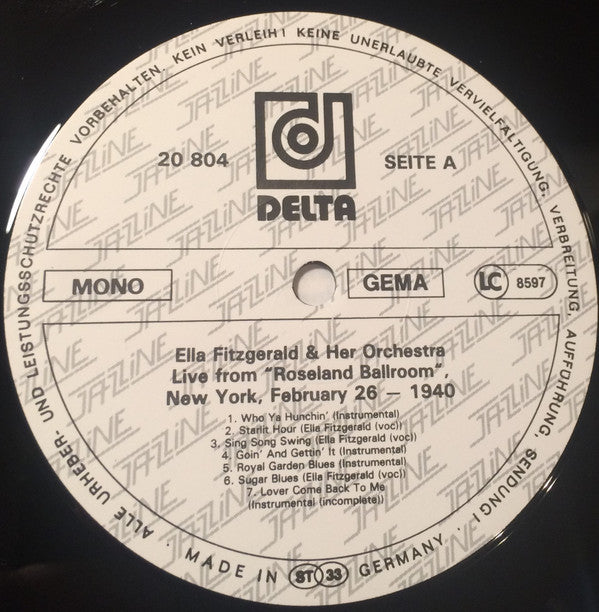 ALLE URHEBER- UND LEISTUNGSSCHUTZRECHTE VORBEHALTEN. KEIN VERLEIH! KEINE UNERLAUBTE VERVIELFÄLTIGUNG, VERBREITUNG, AUFFÜHRUNG, SENDUNG!
d
20 804
SEITE A
DELTA
MONO
GEMA
LC 8597
Ella Fitzgerald & Her Orchestra
Live from "Roseland Ballroom",
New York, February 26 — 1940
1. Who Ya Hunchin' (Instrumental)
2. Starlit Hour (Ella Fitzgerald (voc))
3. Sing Song Swing (Ella Fitzgerald (voc))
4. Goin' And Gettin' It (Instrumental)
5. Royal Garden Blues (Instrumental)
6. Sugar Blues (Ella Fitzgerald (voc))
7. Lover Come Back To Me
(Instrumental (incomplete))
. MADE IN ST 33 GERMANY .
JAZZLINE